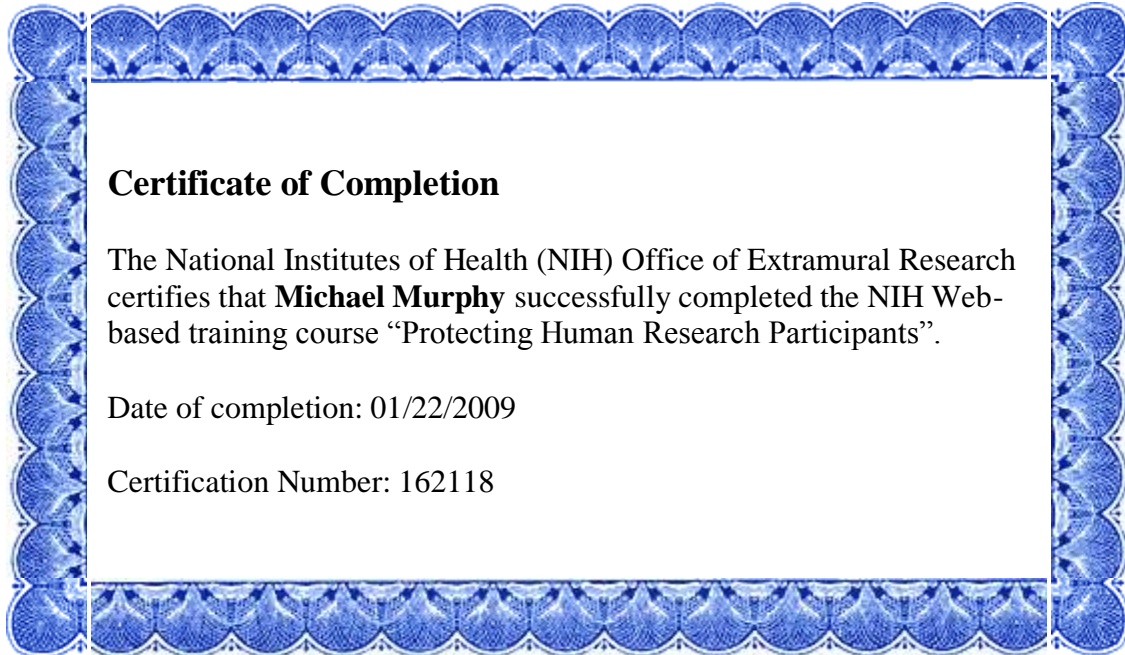 Certificate of Completion
The National Institutes of Health (NIH) Office of Extramural Research
certifies that Michael Murphy successfully completed the NIH Web-
based training course “Protecting Human Research Participants”.
Date of completion: 01/22/2009
Certification Number: 162118